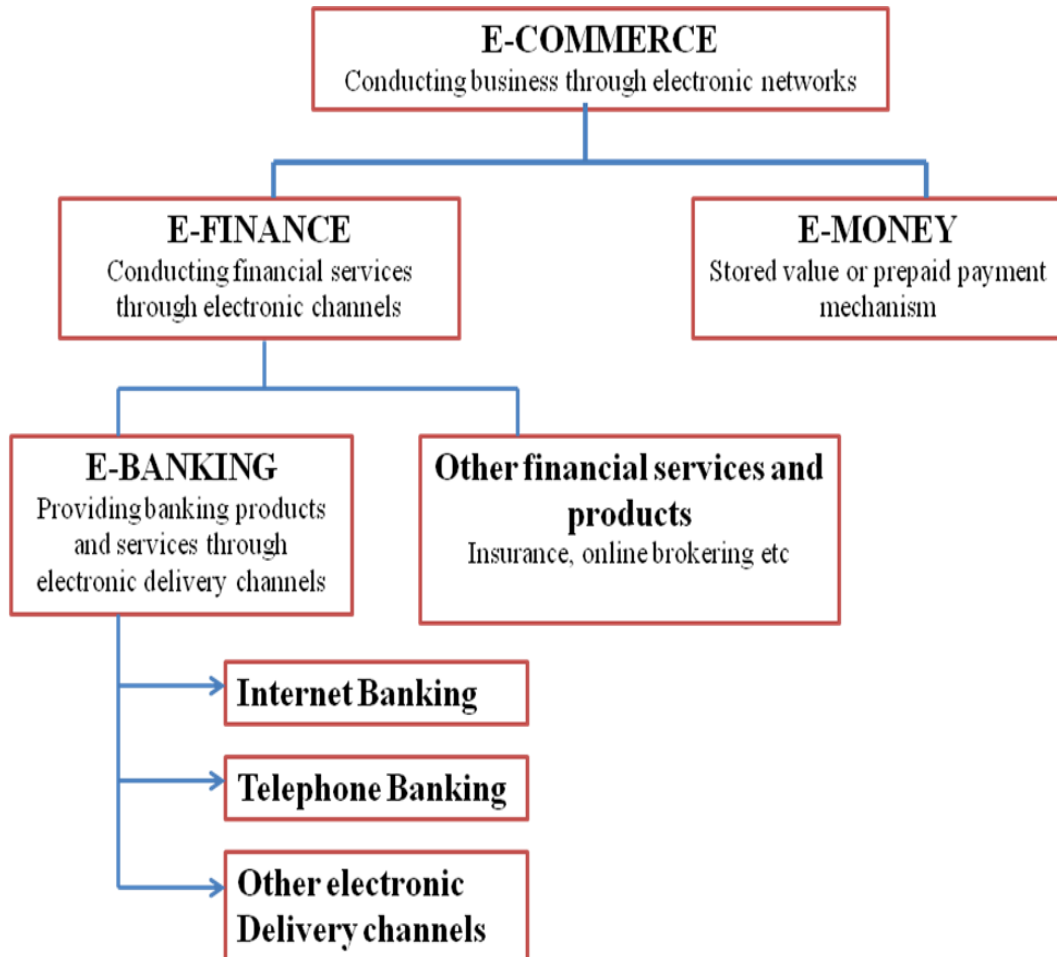 E-COMMERCE
Conducting business through electronic networks
E-FINANCE
Conducting financial services
through electronic channels
E-MONEY
Stored value or prepaid payment
mechanism
E-BANKING
Providing banking products
and services through
electronic delivery channels
Other financial services and
products
Insurance, online brokering etc
Internet Banking
Telephone Banking
Other electronic
Delivery channels